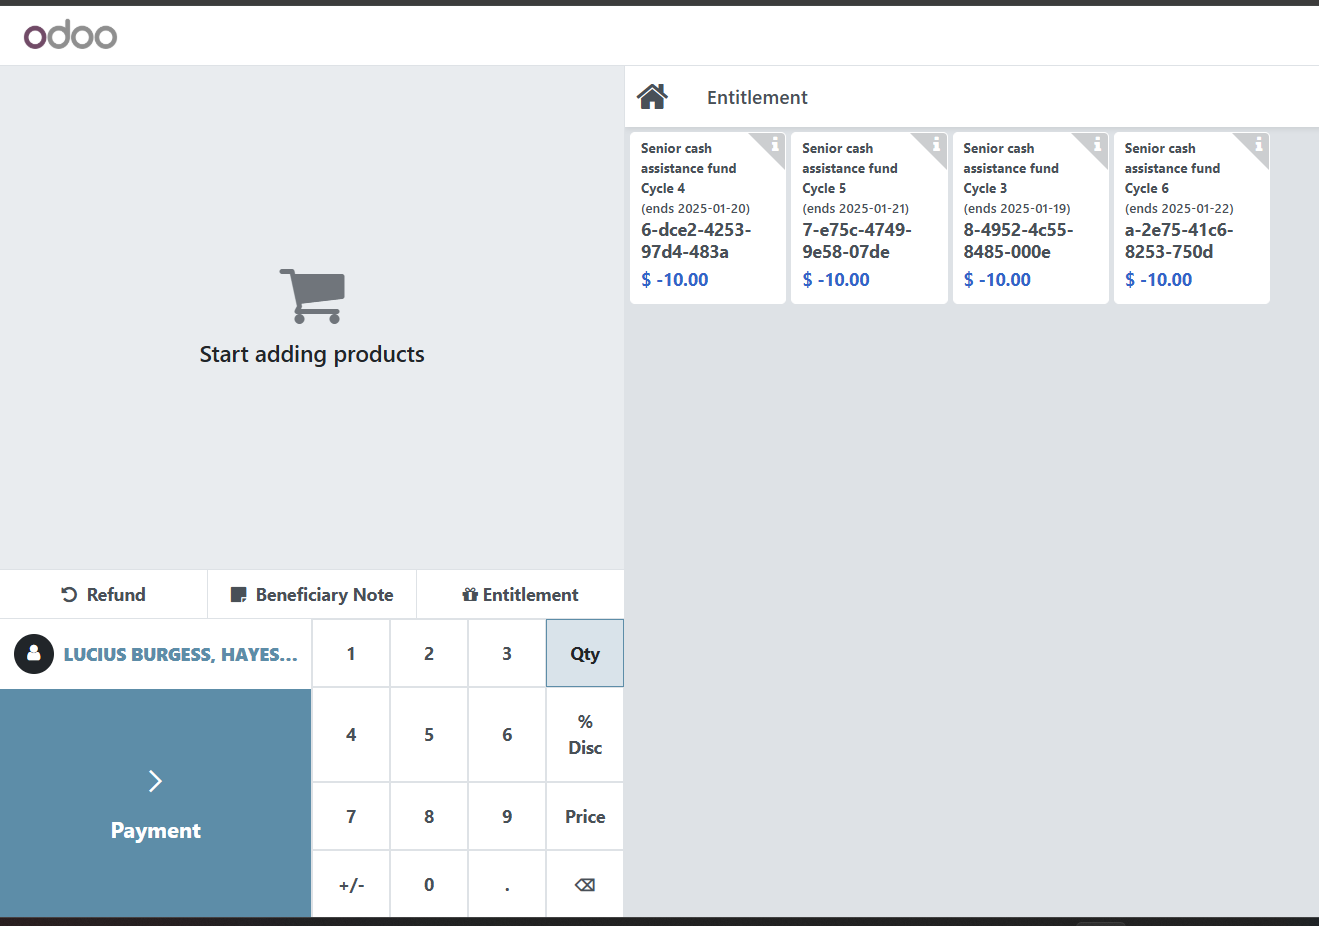 odoo
Start adding products
Refund
Beneficiary Note
Entitlement
LUCIUS BURGESS, HAYES...
Payment
1
2
3
Qty
4
5
6
%
Disc
7
8
9
Price
+/-
0
.
⌫
Entitlement
Senior cash
assistance fund
Cycle 4
(ends 2025-01-20)
6-dce2-4253-
97d4-483a
$ -10.00
Senior cash
assistance fund
Cycle 5
(ends 2025-01-21)
7-e75c-4749-
9e58-07de
$ -10.00
Senior cash
assistance fund
Cycle 3
(ends 2025-01-19)
8-4952-4c55-
8485-000e
$ -10.00
Senior cash
assistance fund
Cycle 6
(ends 2025-01-22)
a-2e75-41c6-
8253-750d
$ -10.00